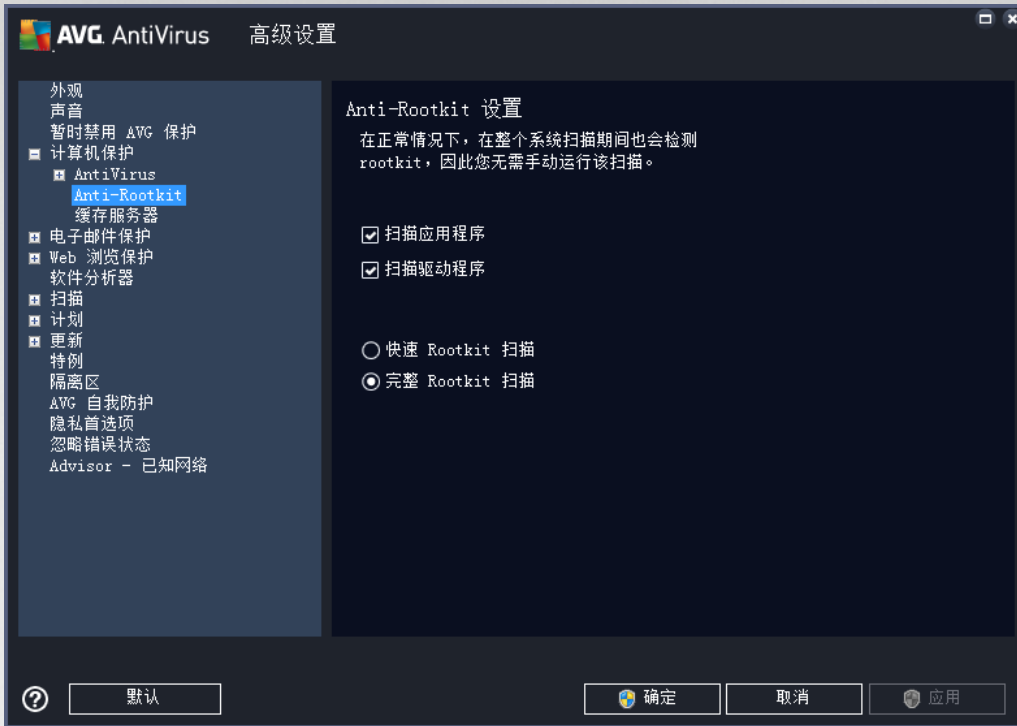 AVG. AntiVirus 高级设置
外观
声音
暂时禁用 AVG 保护
计算机保护
AntiVirus
Anti-Rootkit
缓存服务器
电子邮件保护
Web 浏览保护
软件分析器
扫描
计划
更新
特例
隔离区
AVG 自我防护
隐私首选项
忽略错误状态
Advisor - 已知网络
Anti-Rootkit 设置
在正常情况下，在整个系统扫描期间也会检测
rootkit，因此您无需手动运行该扫描。
扫描应用程序
扫描驱动程序
快速 Rootkit 扫描
完整 Rootkit 扫描
默认
确定
取消
应用